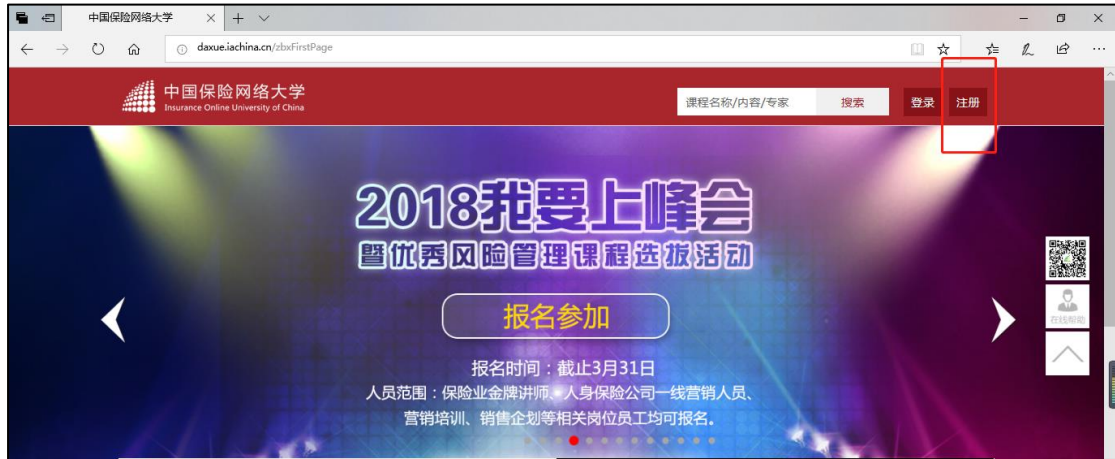 中国保险网络大学
daxue.iachina.cn/zbxFirstPage
中国保险网络大学
Insurance Online University of China
课程名称/内容/专家 搜索 登录 注册
2018我要上峰会
暨优秀风险管理课程选拔活动
报名参加
报名时间：截止3月31日
人员范围：保险业金牌讲师、人身保险公司一线营销人员、
营销培训、销售企划等相关岗位员工均可报名。
在线帮助